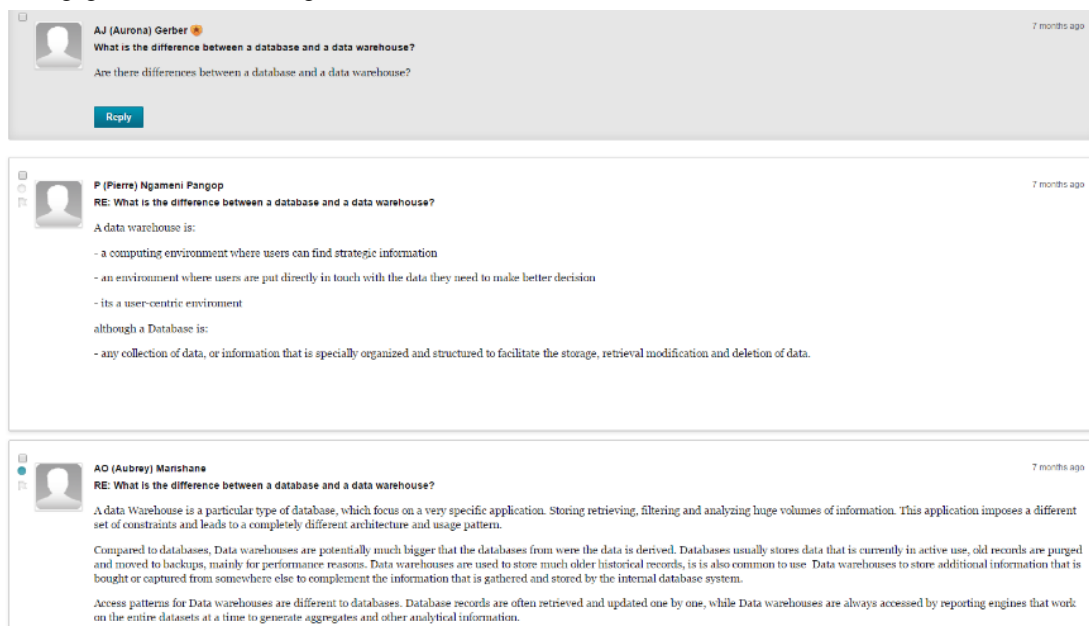 AJ (Aurona) Gerber
7 months ago
What is the difference between a database and a data warehouse?
Are there differences between a database and a data warehouse?
Reply
P (Pierre) Ngameni Pangop
7 months ago
RE: What is the difference between a database and a data warehouse?
A data warehouse is:
- a computing environment where users can find strategic information
- an environment where users are put directly in touch with the data they need to make better decision
- its a user-centric enviroment
although a Database is:
- any collection of data, or information that is specially organized and structured to facilitate the storage, retrieval modification and deletion of data.
AO (Aubrey) Manshane
7 months ago
RE: What is the difference between a database and a data warehouse?
A data Warehouse is a particular type of database, which focus on a very specific application. Storing retrieving, filtering and analyzing huge volumes of information. This application imposes a different
set of constraints and leads to a completely different architecture and usage pattern.
Compared to databases, Data warehouses are potentially much bigger that the databases from were the data is derived. Databases usually stores data that is currently in active use, old records are purged
and moved to backups, mainly for performance reasons. Data warehouses are used to store much older historical records, is is also common to use Data warehouses to store additional information that is
bought or captured from somewhere else to complement the information that is gathered and stored by the internal database system.
Access patterns for Data warehouses are different to databases. Database records are often retrieved and updated one by one, while Data warehouses are always accessed by reporting engines that work
on the entire datasets at a time to generate aggregates and other analytical information.